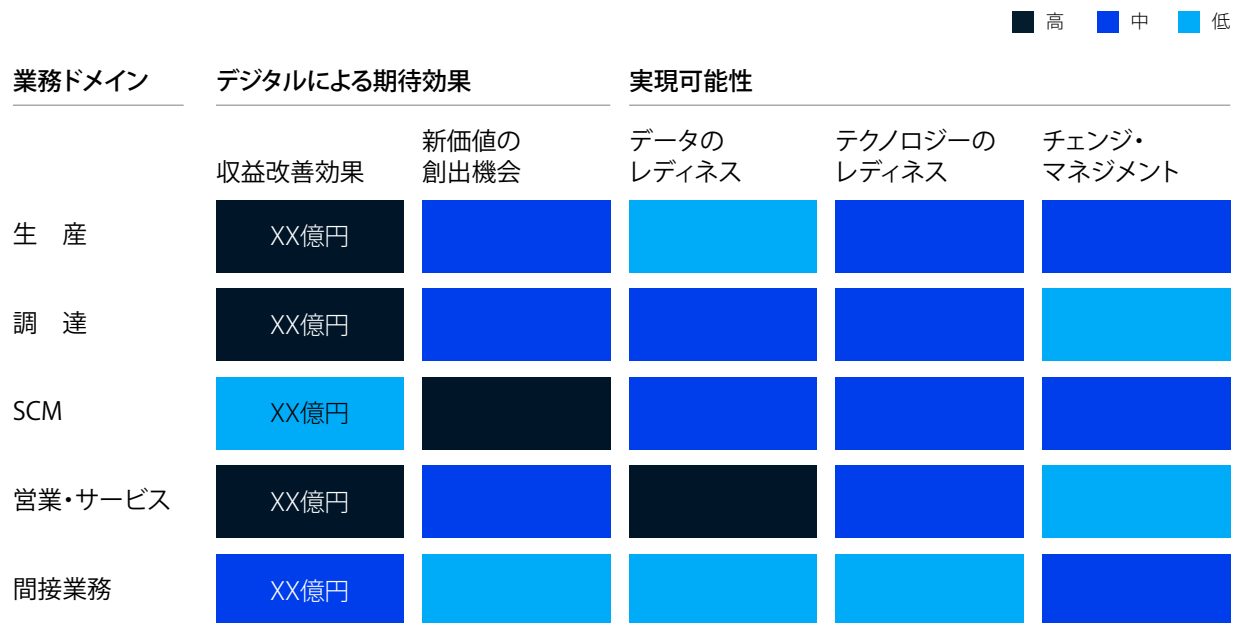 高 中 低
業務ドメイン デジタルによる期待効果 実現可能性
収益改善効果
新価値の
創出機会
データの
レディネス
テクノロジーの
レディネス
チェンジ・
マネジメント
生　産 XX億円
調　達 XX億円
SCM XX億円
営業・サービス XX億円
間接業務 XX億円